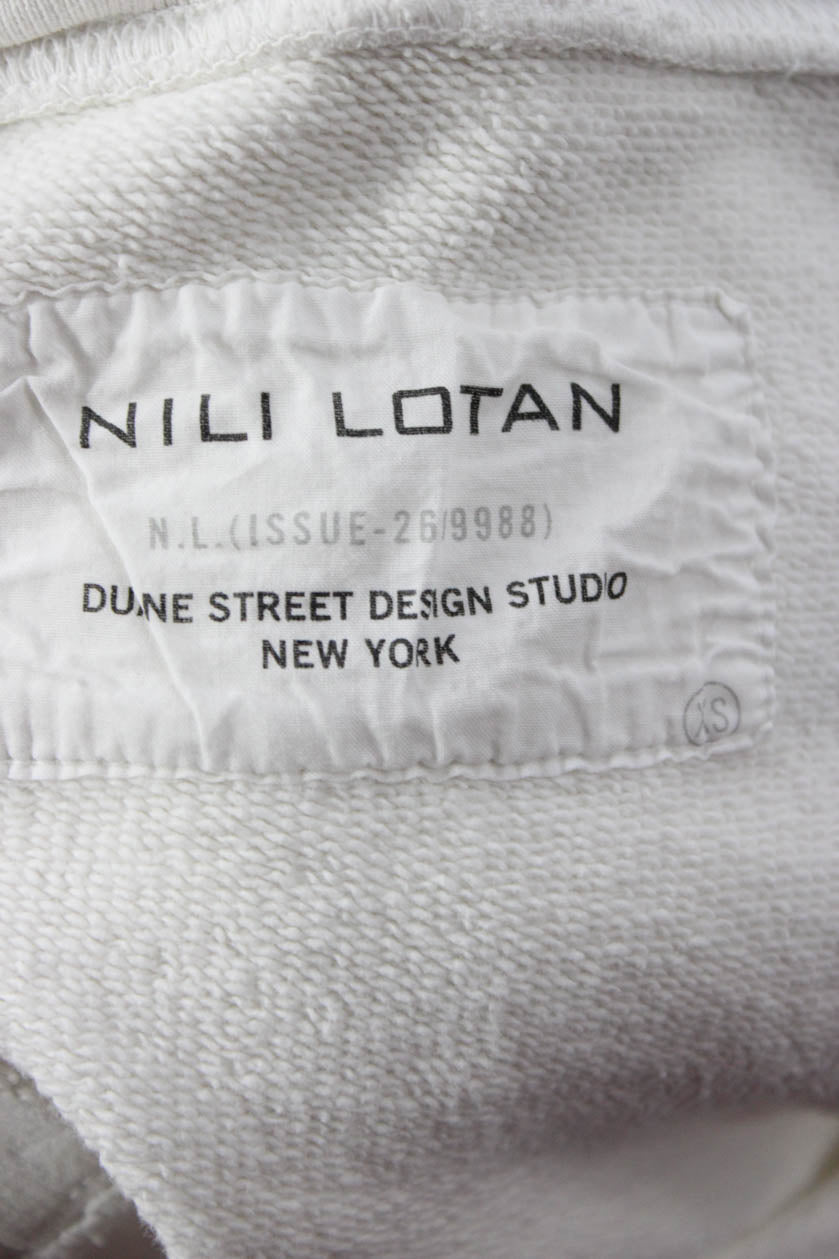 NILI LOTAN
N.L.(ISSUE-26/9988)
DUANE STREET DESIGN STUDIO
NEW YORK
XS